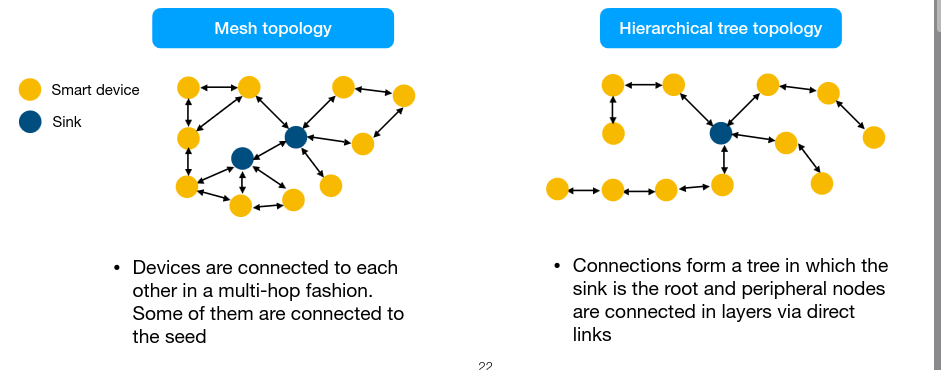 Mesh topology
Hierarchical tree topology
Smart device
Sink
• Devices are connected to each
other in a multi-hop fashion.
Some of them are connected to
the seed
• Connections form a tree in which the
sink is the root and peripheral nodes
are connected in layers via direct
links
22